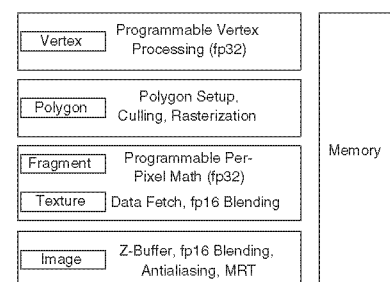 Vertex
Programmable Vertex
Processing (fp32)
Polygon
Polygon Setup,
Culling, Rasterization
Fragment
Programmable Per-
Pixel Math (fp32)
Texture
Data Fetch, fp16 Blending
Image
Z-Buffer, fp16 Blending,
Antialiasing, MRT
Memory